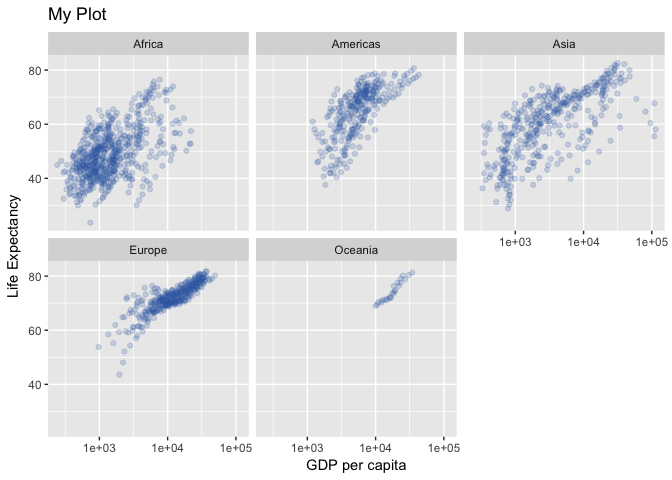 My Plot
Africa Americas Asia
80
60
40
1e+03 1e+04 1e+05
Europe Oceania
80
60
40
1e+03 1e+04 1e+05 1e+03 1e+04 1e+05
Life Expectancy
GDP per capita